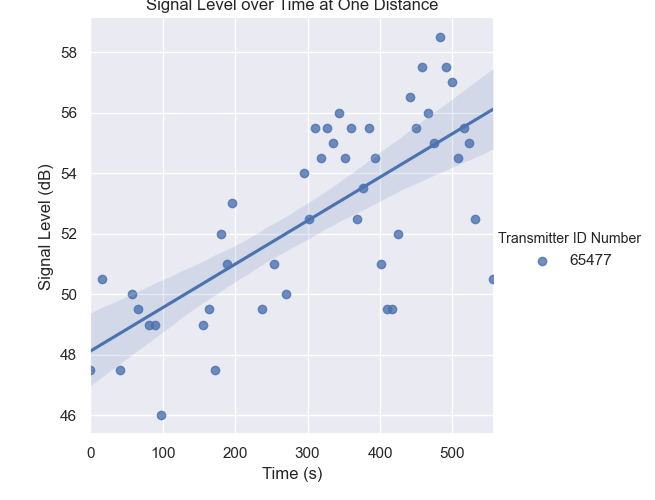 Signal Level over Time at One Distance
58
56
54
52
50
48
46
Signal Level (dB)
0 100 200 300 400 500
Time (s)
Transmitter ID Number
65477